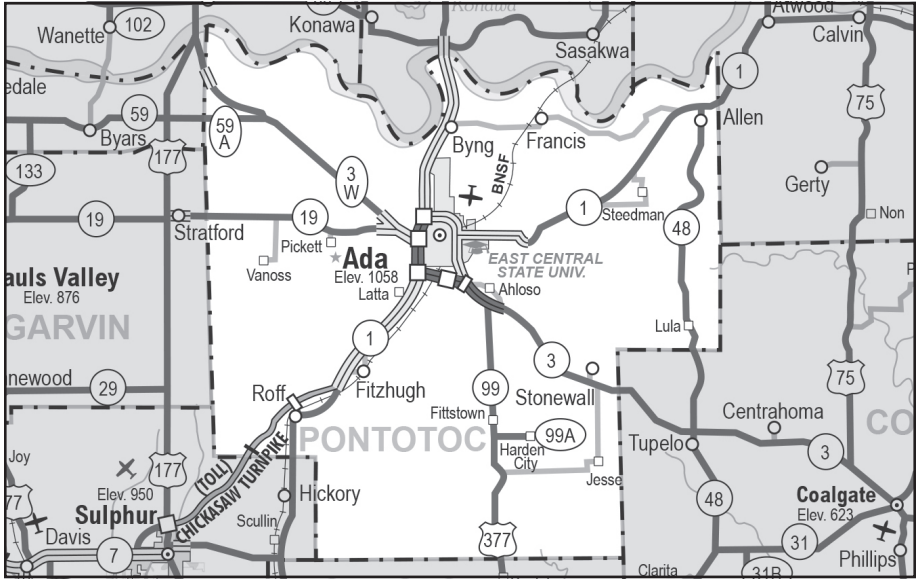 Wanette
102
Konawa
Konawa
Sasakwa
Atwood
Calvin
1
edale
59
Byars
59
A
177
75
133
Byng
Francis
BNSF
Allen
3
W
Gerty
19
Stratford
19
Pickett
Vanoss
Ada
Elev. 1058
Latta
1
Steedman
48
Non
EAST CENTRAL
STATE UNIV.
Ahloso
auls Valley
Elev. 876
GARVIN
Lula
1
3
newood
29
Roff
Fitzhugh
99
Stonewall
75
Fittstown
Centrahoma
CO
PONTOTOC
99A
Harden
City
Tupelo
3
Joy
177
(TOLL)
CHICKASAW TURNPIKE
Elev. 950
Sulphur
Hickory
Scullin
Jesse
48
Coalgate
Elev. 623
77
Davis
7
377
31
Clarita
31B
Phillips